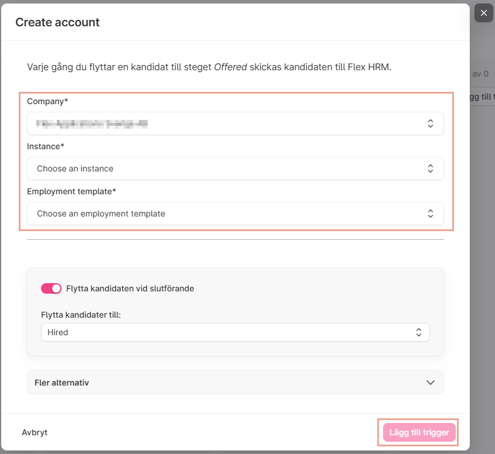 Create account
Varje gång du flyttar en kandidat till steget Offered skickas kandidaten till Flex HRM.
av 0
Company*
Instance*
Choose an instance
Employment template*
Choose an employment template
Flytta kandidaten vid slutförande
Flytta kandidater till:
Hired
Fler alternativ
Avbryt
Lägg till trigger